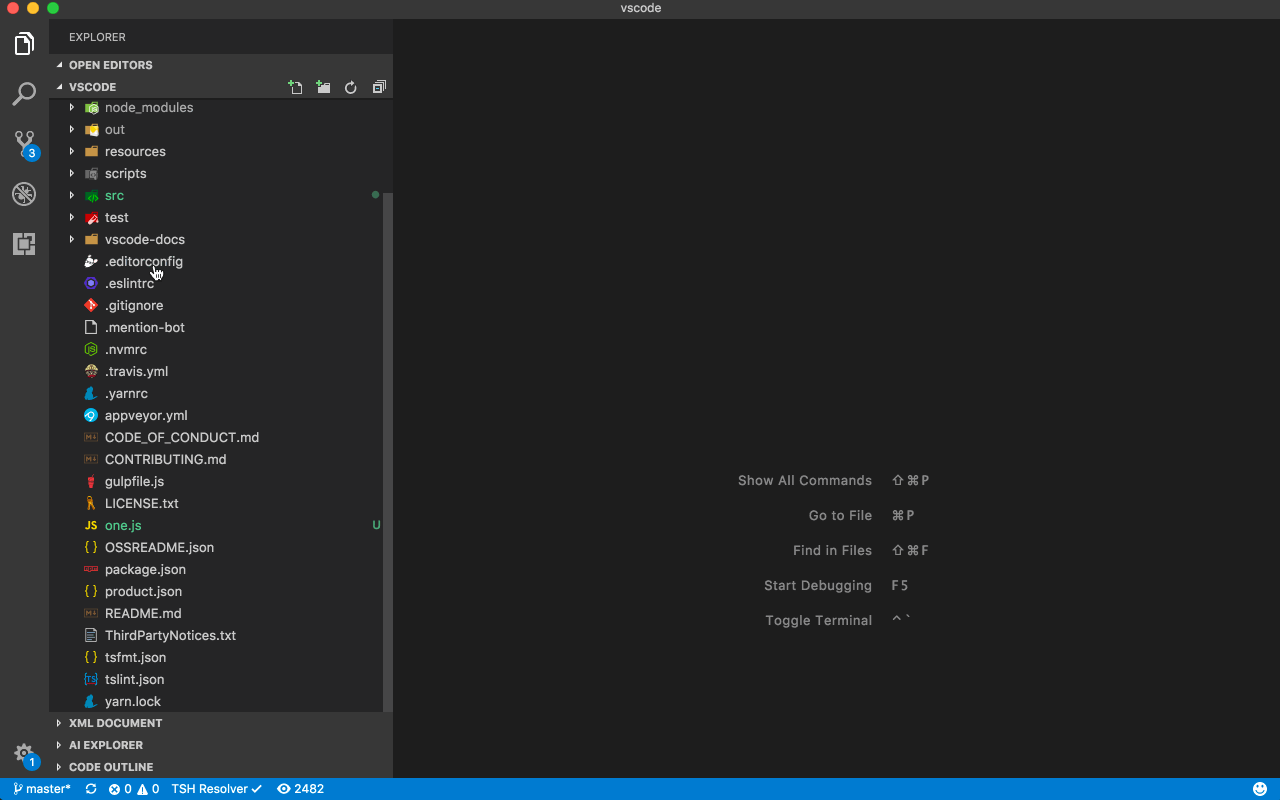 vscode
EXPLORER
OPEN EDITORS
VSCODE
node_modules
out
resources
scripts
src
test
vscode-docs
.editorconfig
.eslintrc
.gitignore
.mention-bot
.nvmrc
.travis.yml
.yarnrc
appveyor.yml
CODE_OF_CONDUCT.md
CONTRIBUTING.md
gulpfile.js
LICENSE.txt
JS one.js U
{ } OSSREADME.json
package.json
{ } product.json
README.md
ThirdPartyNotices.txt
{ } tsfmt.json
tslint.json
yarn.lock
XML DOCUMENT
AI EXPLORER
CODE OUTLINE
3
1
Show All Commands ⇧⌘P
Go to File ⌘P
Find in Files ⇧⌘F
Start Debugging F5
Toggle Terminal ^`
master* 0 0 TSH Resolver ✓ 2482